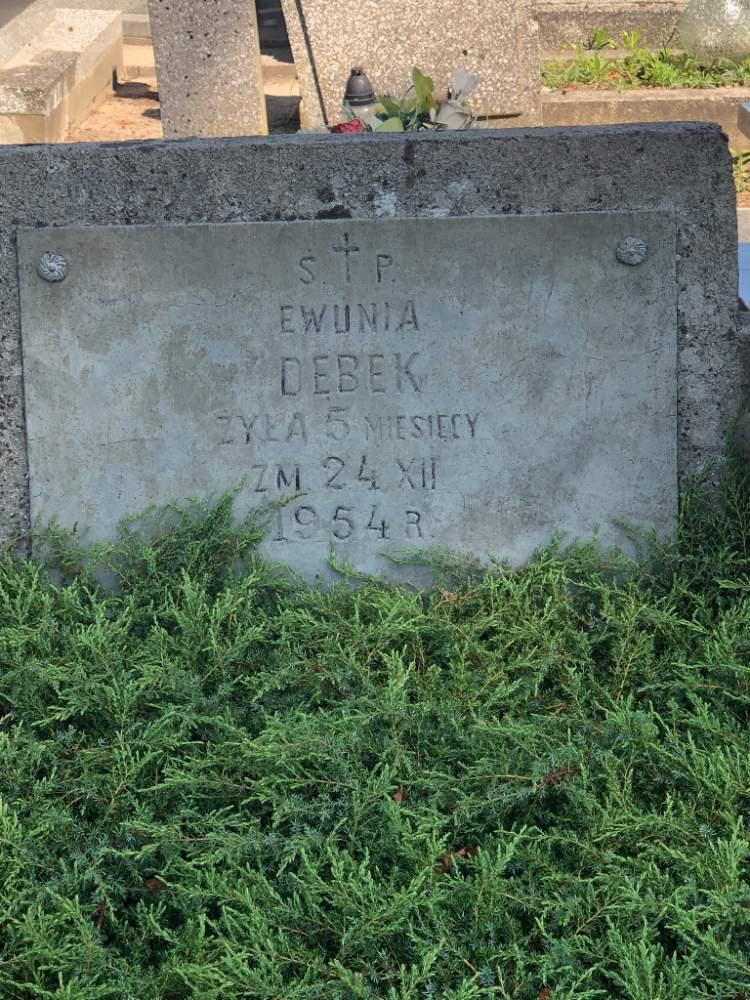 S. † P.
EWUNIA
DĘBEK
ŻYŁA 5 MIESIĘCY
ZM 24 XII
1954 R.